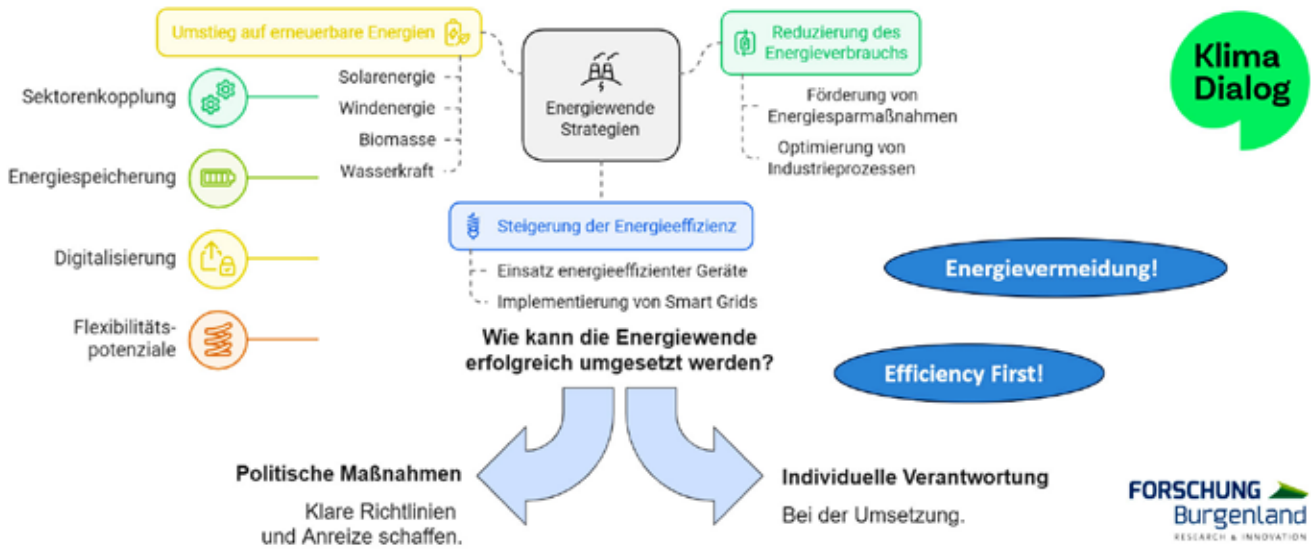 Umstieg auf erneuerbare Energien
Solarenergie
Windenergie
Biomasse
Wasserkraft
Sektorenkopplung
Energiespeicherung
Digitalisierung
Flexibilitäts-
potenziale
Energiewende
Strategien
Reduzierung des
Energieverbrauchs
Förderung von
Energiesparmaßnahmen
Optimierung von
Industrieprozessen
Klima
Dialog
Steigerung der Energieeffizienz
Einsatz energieeffizienter Geräte
Implementierung von Smart Grids
Energievermeidung!
Efficiency First!
Wie kann die Energiewende
erfolgreich umgesetzt werden?
Politische Maßnahmen
Klare Richtlinien
und Anreize schaffen.
Individuelle Verantwortung
Bei der Umsetzung.
FORSCHUNG
Burgenland
RESEARCH & INNOVATION